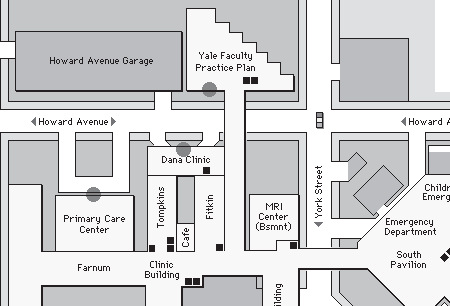 Howard Avenue Garage
Yale Faculty
Practice Plan
Howard Avenue
Howard A
Dana Clinic
York Street
Tompkins
Fitkin
Cafe
MRI
Center
(Bsmnt)
Primary Care
Center
Childr
Emerg
Emergency
Department
South
Pavilion
Farnum
Clinic
Building
ilding